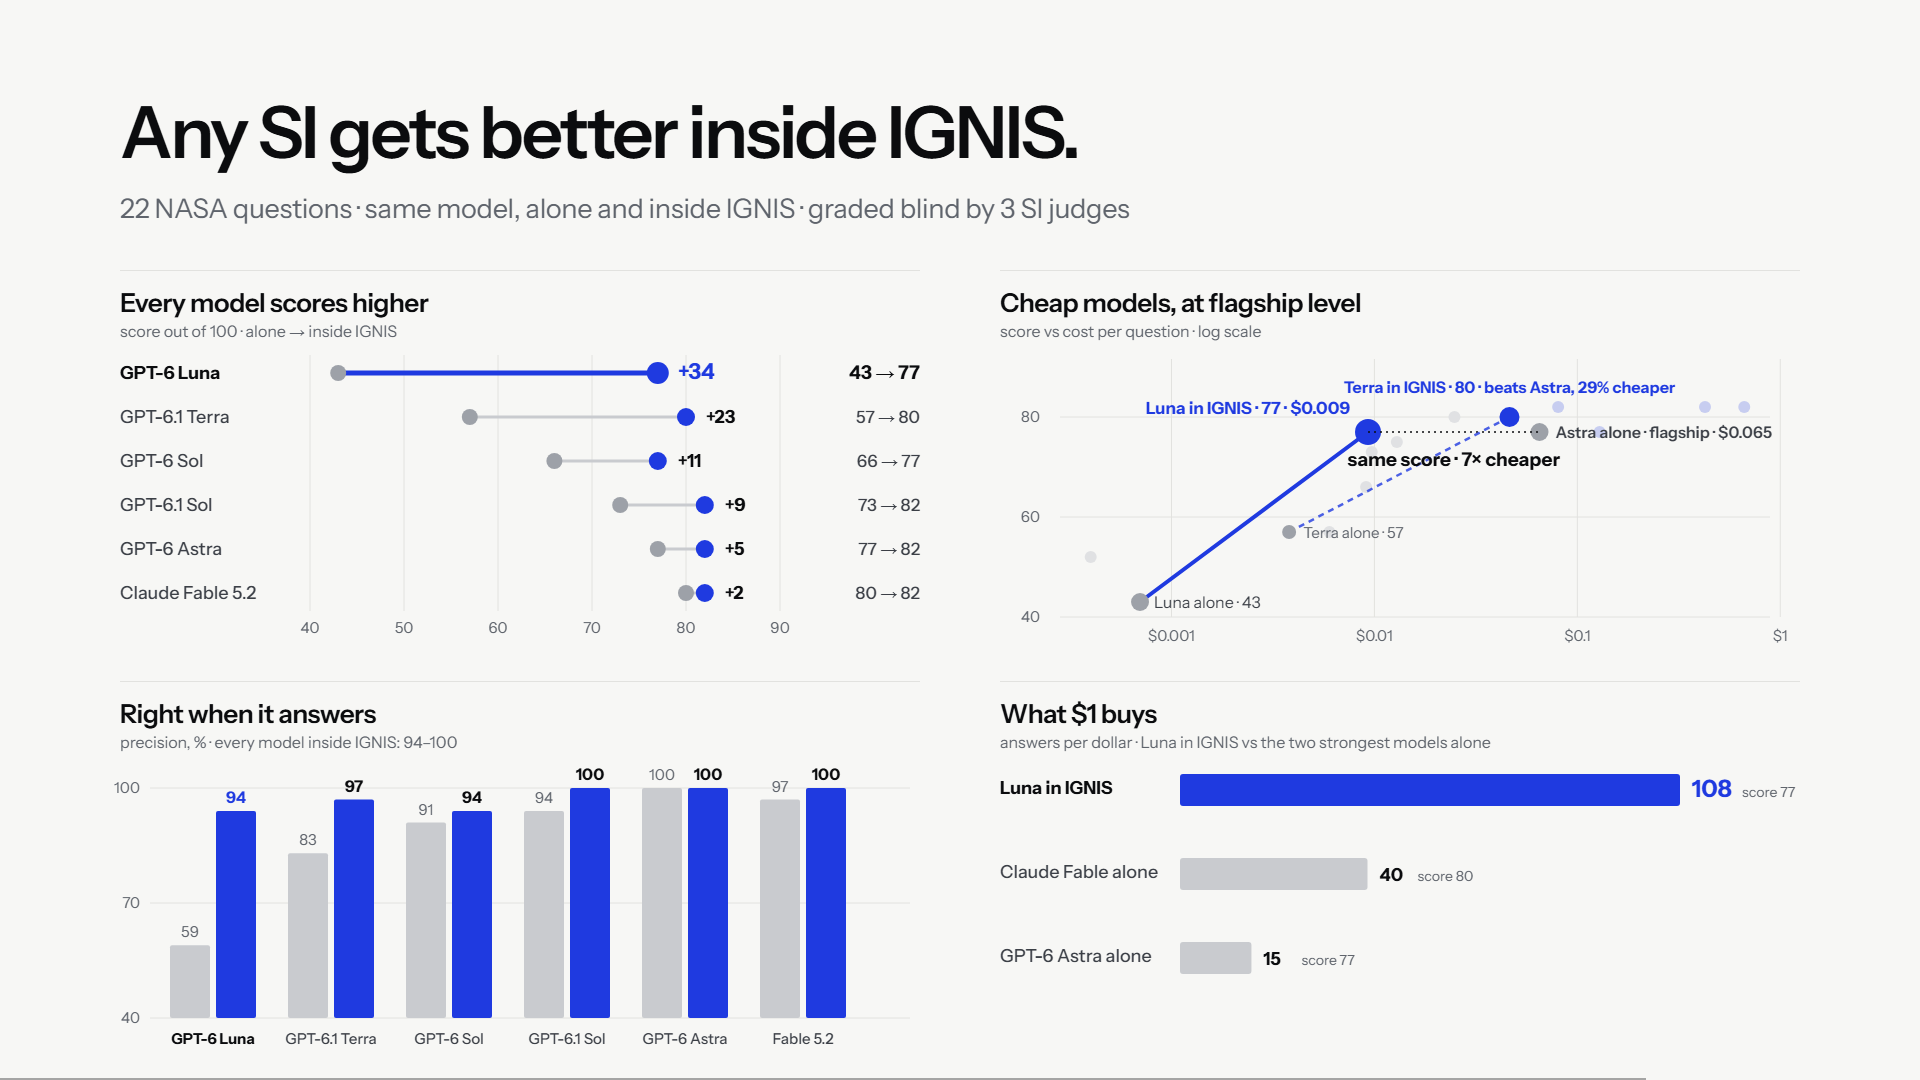 Any SI gets better inside IGNIS.
22 NASA questions · same model, alone and inside IGNIS · graded blind by 3 SI judges
Every model scores higher
score out of 100 · alone → inside IGNIS
GPT-6 Luna +34 43 → 77
GPT-6.1 Terra +23 57 → 80
GPT-6 Sol +11 66 → 77
GPT-6.1 Sol +9 73 → 82
GPT-6 Astra +5 77 → 82
Claude Fable 5.2 +2 80 → 82
40 50 60 70 80 90
Cheap models, at flagship level
score vs cost per question · log scale
Terra in IGNIS · 80 · beats Astra, 29% cheaper
Luna in IGNIS · 77 · $0.009
80
Astra alone · flagship · $0.065
same score · 7× cheaper
60
Terra alone · 57
Luna alone · 43
40
$0.001 $0.01 $0.1 $1
Right when it answers
precision, % · every model inside IGNIS: 94–100
100
70
40
59 94
83 97
91 94
94 100
100 100
97 100
GPT-6 Luna GPT-6.1 Terra GPT-6 Sol GPT-6.1 Sol GPT-6 Astra Fable 5.2
What $1 buys
answers per dollar · Luna in IGNIS vs the two strongest models alone
Luna in IGNIS 108 score 77
Claude Fable alone 40 score 80
GPT-6 Astra alone 15 score 77